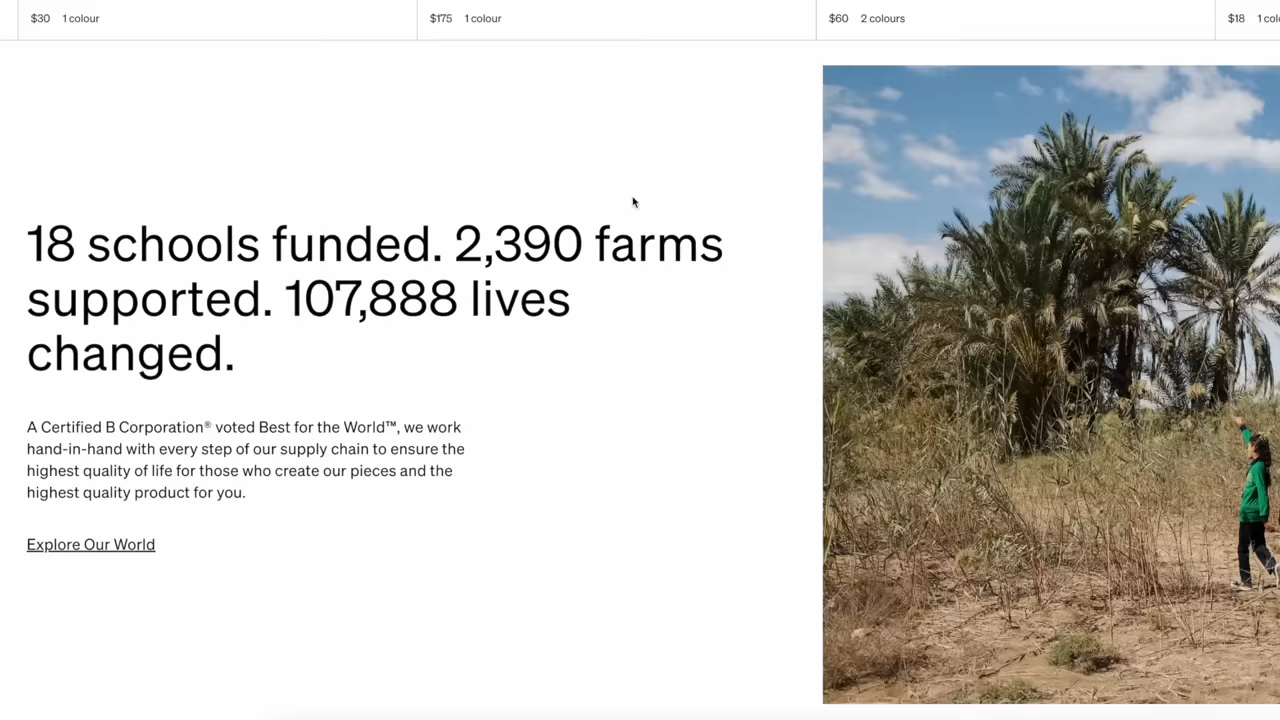 $30 1 colour
$175 1 colour
$60 2 colours
$18 1
18 schools funded. 2,390 farms
supported. 107,888 lives
changed.
A Certified B Corporation® voted Best for the World™, we work
hand-in-hand with every step of our supply chain to ensure the
highest quality of life for those who create our pieces and the
highest quality product for you.
Explore Our World